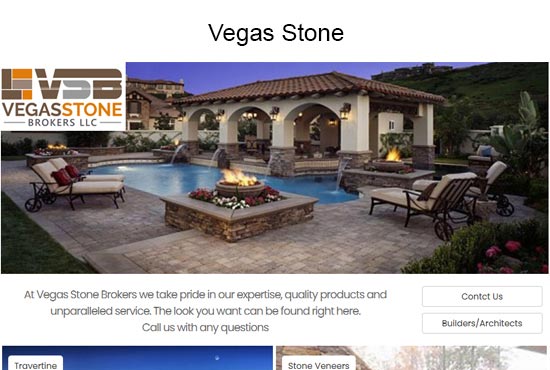 Vegas Stone
VSB
VEGASSTONE
BROKERS LLC
At Vegas Stone Brokers we take pride in our expertise, quality products and
unparalleled service. The look you want can be found right here.
Call us with any questions
Contct Us
Builders/Architects
Travertine
Stone Veneers